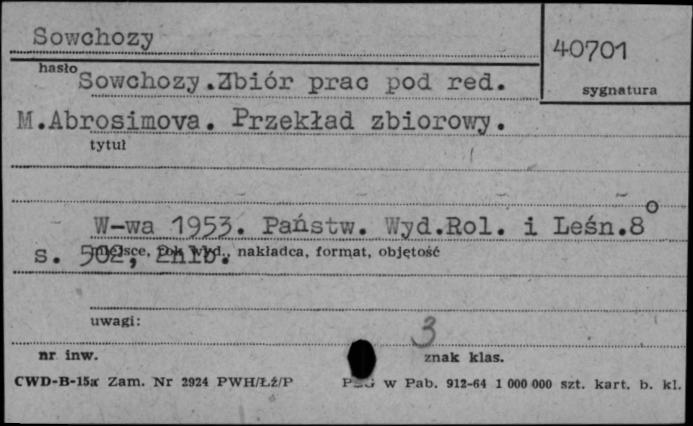 Sowchozy
40701
hasło
sygnatura
Sowchozy.Zbiór prac pod red.
M.Abrosimova. Przekład zbiorowy.
tytuł
W-wa 1953. Państw. Wyd.Rol. i Leśn.8°
s. 502, 2nlb.
miejsce, rok wyd., nakładca, format, objętość
uwagi:
3
nr inw.
znak klas.
CWD-B-15a Zam. Nr 2924 PWH/Łź/P
w Pab. 912-64 1 000 000 szt. kart. b. kl.